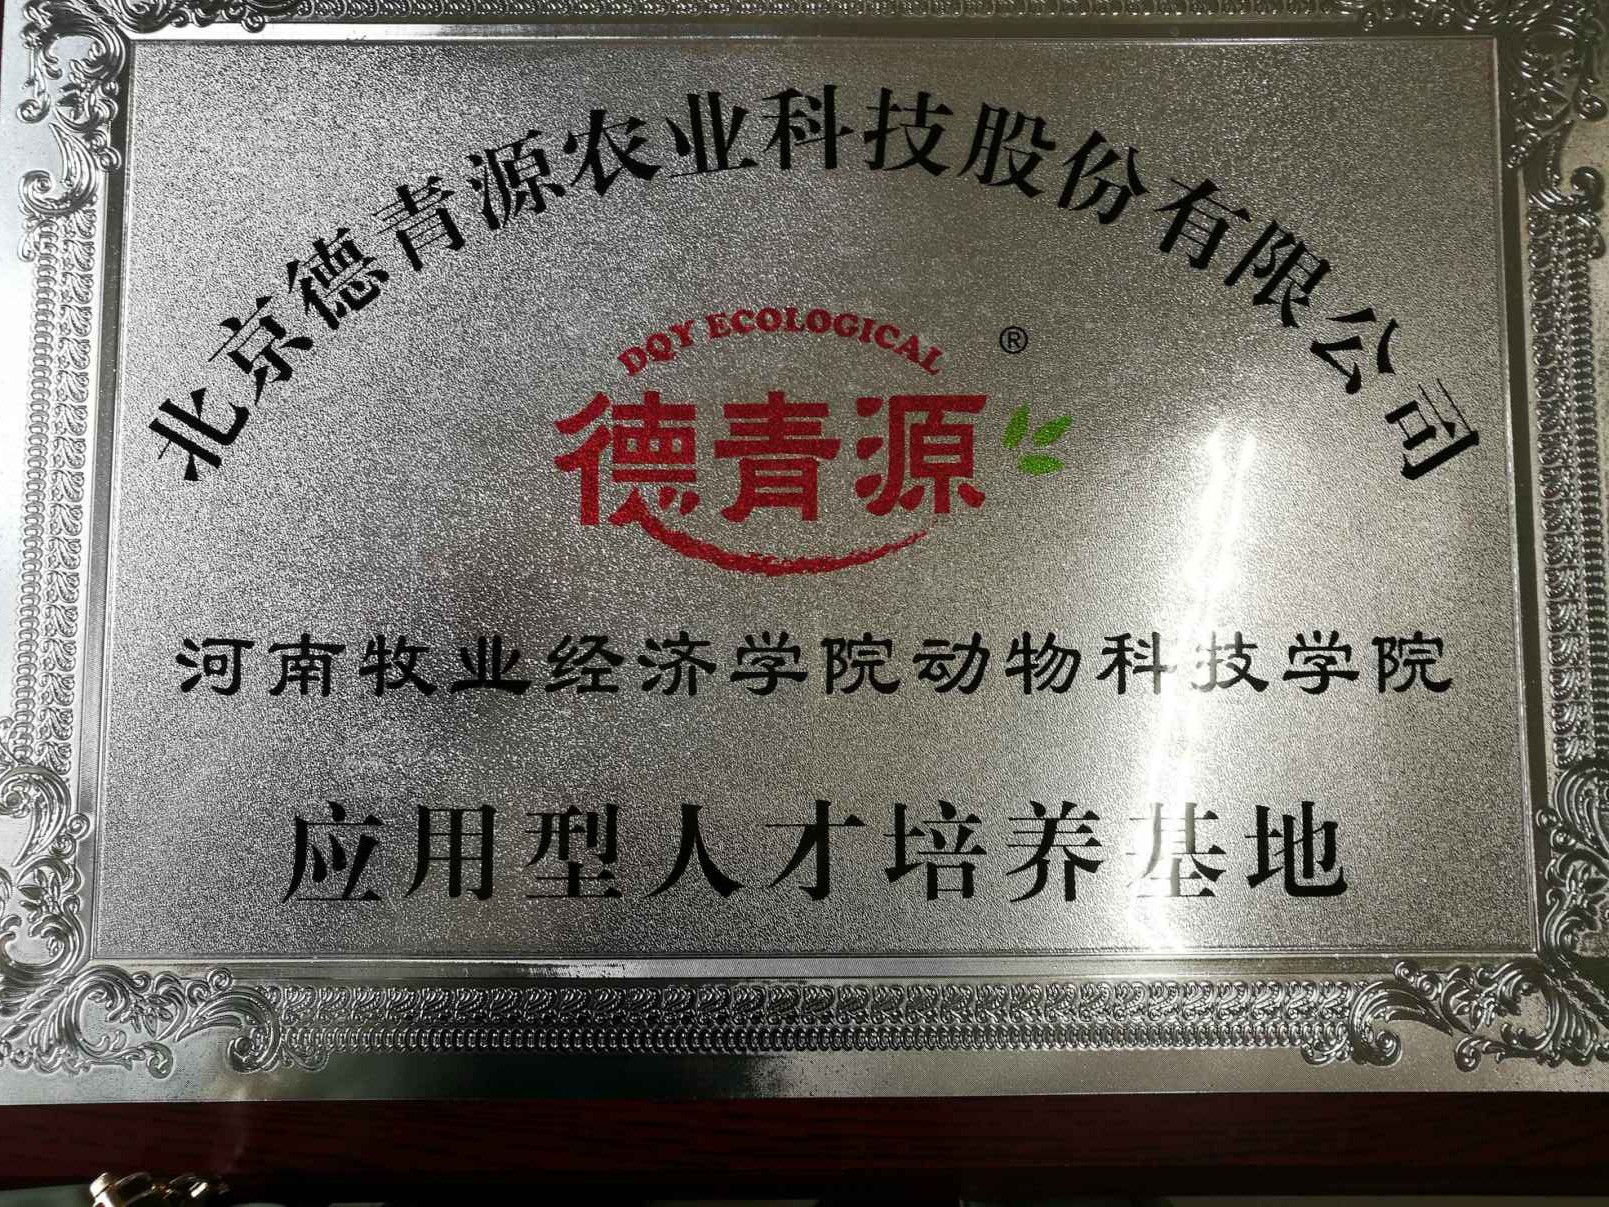 北京德青源农业科技股份有限公司
DQY ECOLOGICAL ®
德青源
河南牧业经济学院动物科技学院
应用型人才培养基地